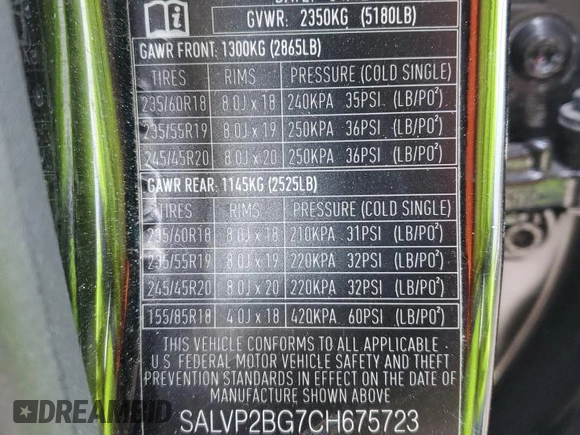 GVWR: 2350KG (5180LB)
GAWR FRONT: 1300KG (2865LB)
TIRES RIMS PRESSURE (COLD SINGLE)
235/60R18 8.0J x 18 240KPA 35PSI (LB/PO²)
235/55R19 8.0J x 19 250KPA 36PSI (LB/PO²)
245/45R20 8.0J x 20 250KPA 36PSI (LB/PO²)
GAWR REAR: 1145KG (2525LB)
TIRES RIMS PRESSURE (COLD SINGLE)
235/60R18 8.0J x 18 210KPA 31PSI (LB/PO²)
235/55R19 8.0J x 19 220KPA 32PSI (LB/PO²)
245/45R20 8.0J x 20 220KPA 32PSI (LB/PO²)
155/85R18 4.0J x 18 420KPA 60PSI (LB/PO²)
THIS VEHICLE CONFORMS TO ALL APPLICABLE
U.S FEDERAL MOTOR VEHICLE SAFETY AND THEFT
PREVENTION STANDARDS IN EFFECT ON THE DATE OF
MANUFACTURE SHOWN ABOVE
SALVP2BG7CH675723
FAXVIDEO